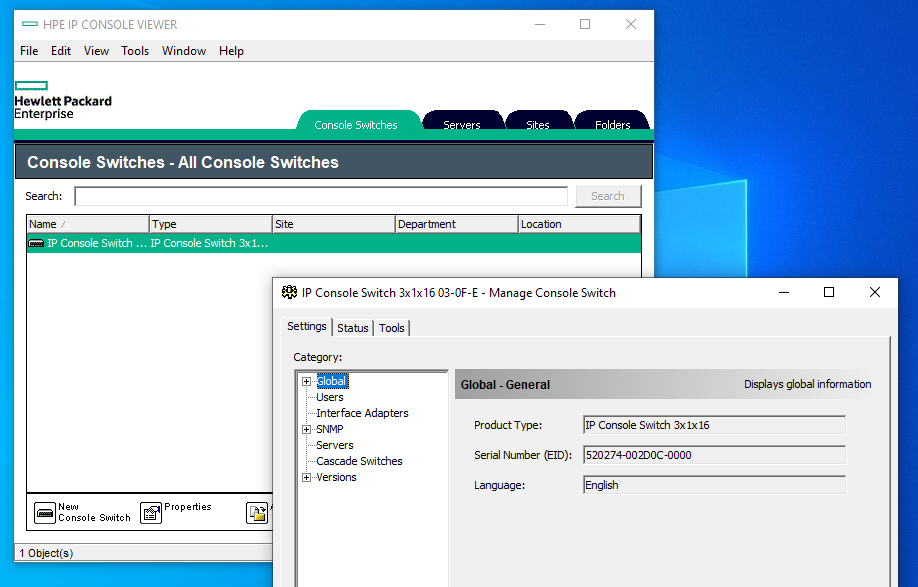 HPE IP CONSOLE VIEWER
File Edit View Tools Window Help
Hewlett Packard
Enterprise
Console Switches Servers Sites Folders
Console Switches - All Console Switches
Search: Search
Name Type Site Department Location
IP Console Switch ... IP Console Switch 3x1...
New
Console Switch
Properties
1 Object(s)
IP Console Switch 3x1x16 03-0F-E - Manage Console Switch
Settings Status Tools
Category:
Global
Users
Interface Adapters
SNMP
Servers
Cascade Switches
Versions
Global - General Displays global information
Product Type: IP Console Switch 3x1x16
Serial Number (EID): 520274-002D0C-0000
Language: English